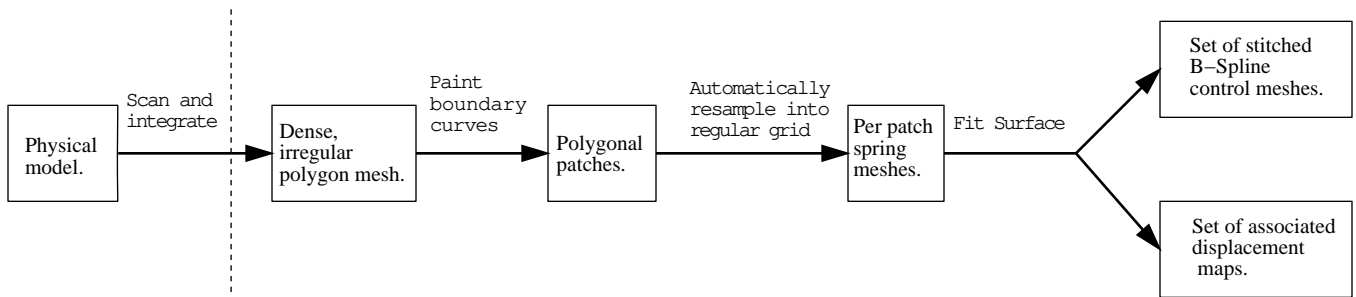 Physical
model.
Scan and
integrate
Dense,
irregular
polygon mesh.
Paint
boundary
curves
Polygonal
patches.
Automatically
resample into
regular grid
Per patch
spring
meshes.
Fit Surface
Set of stitched
B−Spline
control meshes.
Set of associated
displacement
maps.